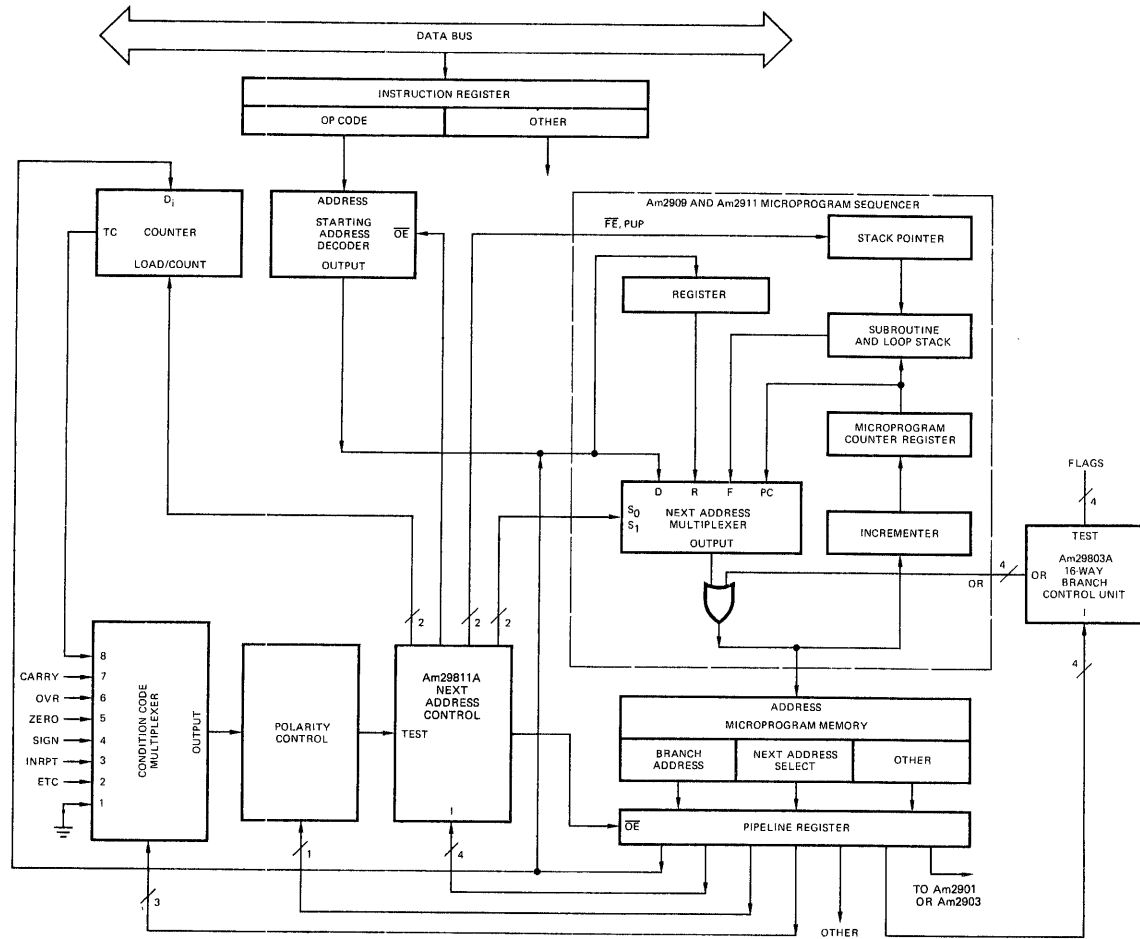 DATA BUS
INSTRUCTION REGISTER
OP CODE
OTHER
Di
TC
COUNTER
LOAD/COUNT
ADDRESS
STARTING
ADDRESS
DECODER
OE
OUTPUT
Am2909 AND Am2911 MICROPROGRAM SEQUENCER
FE, PUP
STACK POINTER
REGISTER
SUBROUTINE
AND LOOP STACK
MICROPROGRAM
COUNTER REGISTER
D
R
F
PC
S0
S1
NEXT ADDRESS
MULTIPLEXER
OUTPUT
INCREMENTER
FLAGS
4
TEST
Am29803A
16-WAY
BRANCH
CONTROL UNIT
OR
I
4
OR
4
2
2
2
CARRY
OVR
ZERO
SIGN
INRPT
ETC
8
7
6
5
4
3
2
1
CONDITION CODE
MULTIPLEXER
OUTPUT
POLARITY
CONTROL
Am29811A
NEXT
ADDRESS
CONTROL
TEST
I
ADDRESS
MICROPROGRAM MEMORY
BRANCH
ADDRESS
NEXT ADDRESS
SELECT
OTHER
OE
PIPELINE REGISTER
3
1
4
OTHER
TO Am2901
OR Am2903